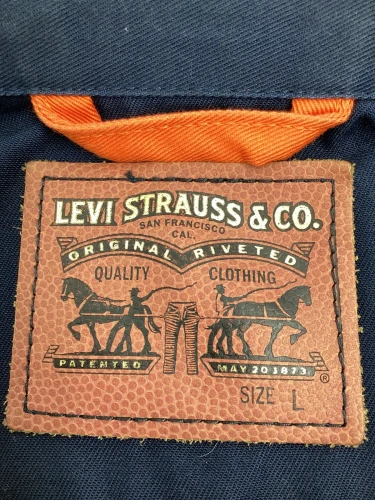 LEVI STRAUSS & CO.
SAN FRANCISCO
CAL.
ORIGINAL RIVETED
QUALITY CLOTHING
PATENTED MAY 20 1873
®
SIZE L